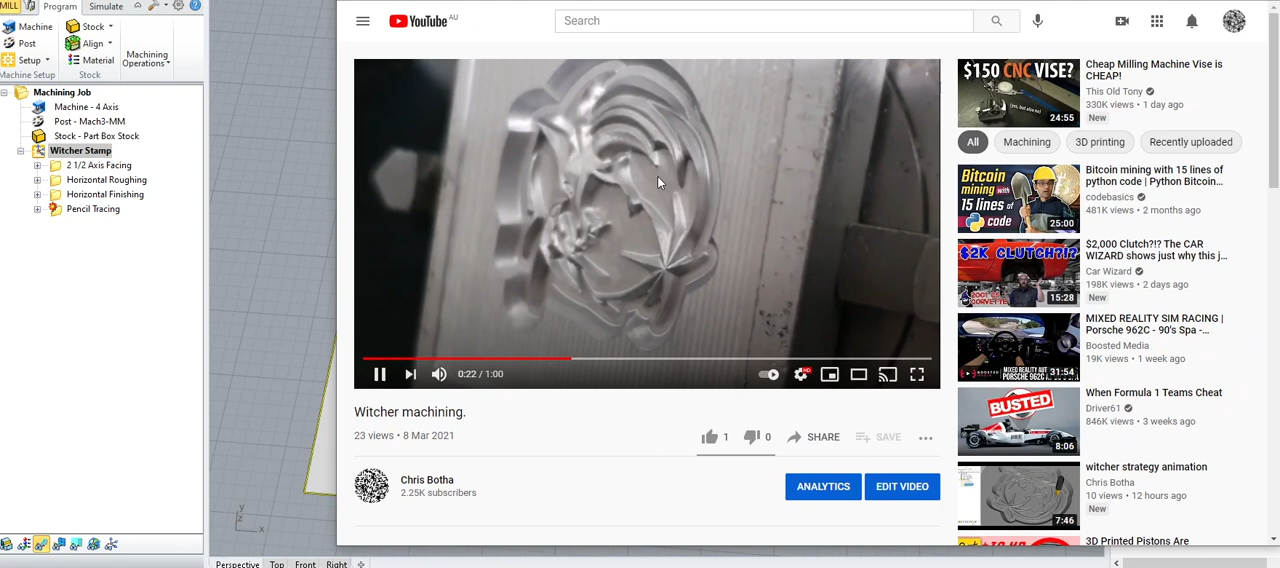 MILL
Program
Simulate
Machine
Stock
Post
Align
Setup
Material
Machining
Operations
Machine Setup
Stock
Machining Job
Machine - 4 Axis
Post - Mach3-MM
Stock - Part Box Stock
Witcher Stamp
2 1/2 Axis Facing
Horizontal Roughing
Horizontal Finishing
Pencil Tracing
y
z
x
Perspective
Top
Front
Right
YouTube AU
Search
0:22 / 1:00
HD
Witcher machining.
23 views • 8 Mar 2021
1
0
SHARE
SAVE
Chris Botha
2.25K subscribers
ANALYTICS
EDIT VIDEO
$150 CNC VISE?
24:55
Cheap Milling Machine Vise is
CHEAP!
This Old Tony
330K views • 1 day ago
New
All
Machining
3D printing
Recently uploaded
Bitcoin
mining with
15 lines of
code
25:00
Bitcoin mining with 15 lines of
python code | Python Bitcoin...
codebasics
481K views • 2 months ago
$2K CLUTCH?!?
15:28
$2,000 Clutch?!? The CAR
WIZARD shows just why this j...
Car Wizard
198K views • 2 days ago
New
31:54
MIXED REALITY SIM RACING |
Porsche 962C - 90's Spa -...
Boosted Media
19K views • 1 week ago
BUSTED
8:06
When Formula 1 Teams Cheat
Driver61
846K views • 3 weeks ago
7:46
witcher strategy animation
Chris Botha
10 views • 12 hours ago
New
3D Printed Pistons Are